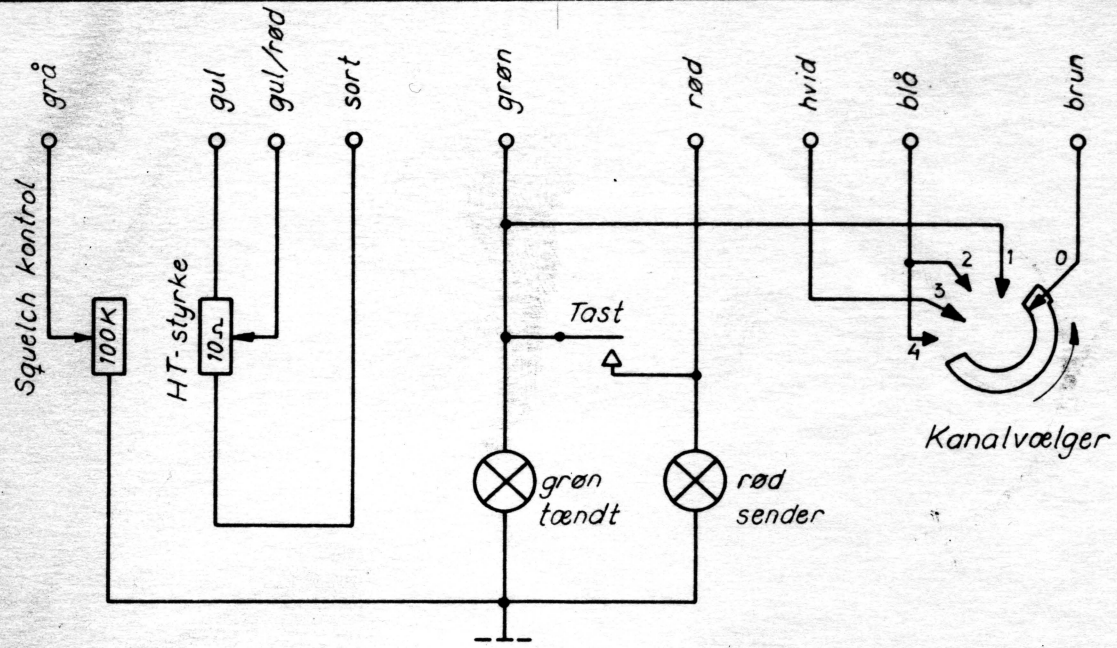 grå
gul
gul/rød
sort
grøn
rød
hvid
blå
brun
Squelch kontrol
100K
HT-styrke
10Ω
Tast
2
1
0
3
4
Kanalvælger
grøn
tændt
rød
sender